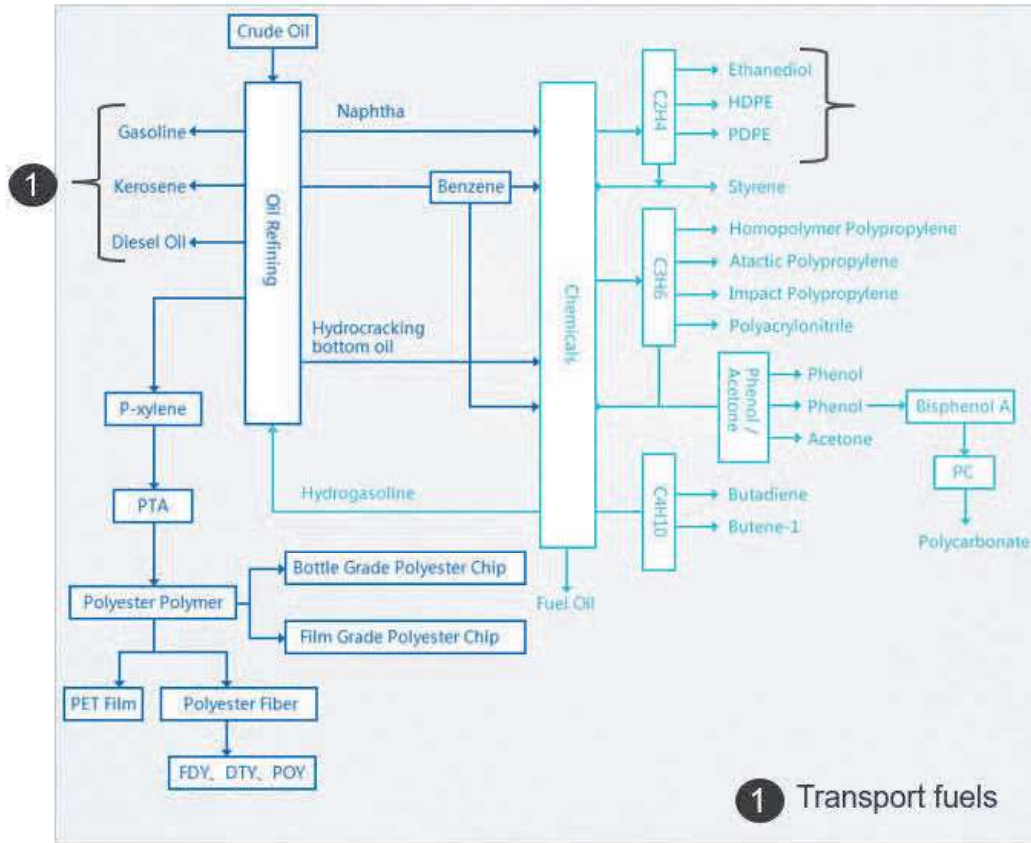 Crude Oil
Gasoline
Kerosene
Diesel Oil
1
Oil Refining
Naphtha
Benzene
Hydrocracking
bottom oil
Hydrogasoline
P-xylene
PTA
Polyester Polymer
Bottle Grade Polyester Chip
Film Grade Polyester Chip
PET Film
Polyester Fiber
FDY、DTY、POY
Chemicals
Fuel Oil
C2H4
Ethanediol
HDPE
PDPE
Styrene
C3H6
Homopolymer Polypropylene
Atactic Polypropylene
Impact Polypropylene
Polyacrylonitrile
Phenol /
Acetone
Phenol
Phenol
Acetone
Bisphenol A
PC
Polycarbonate
C4H10
Butadiene
Butene-1
1 Transport fuels